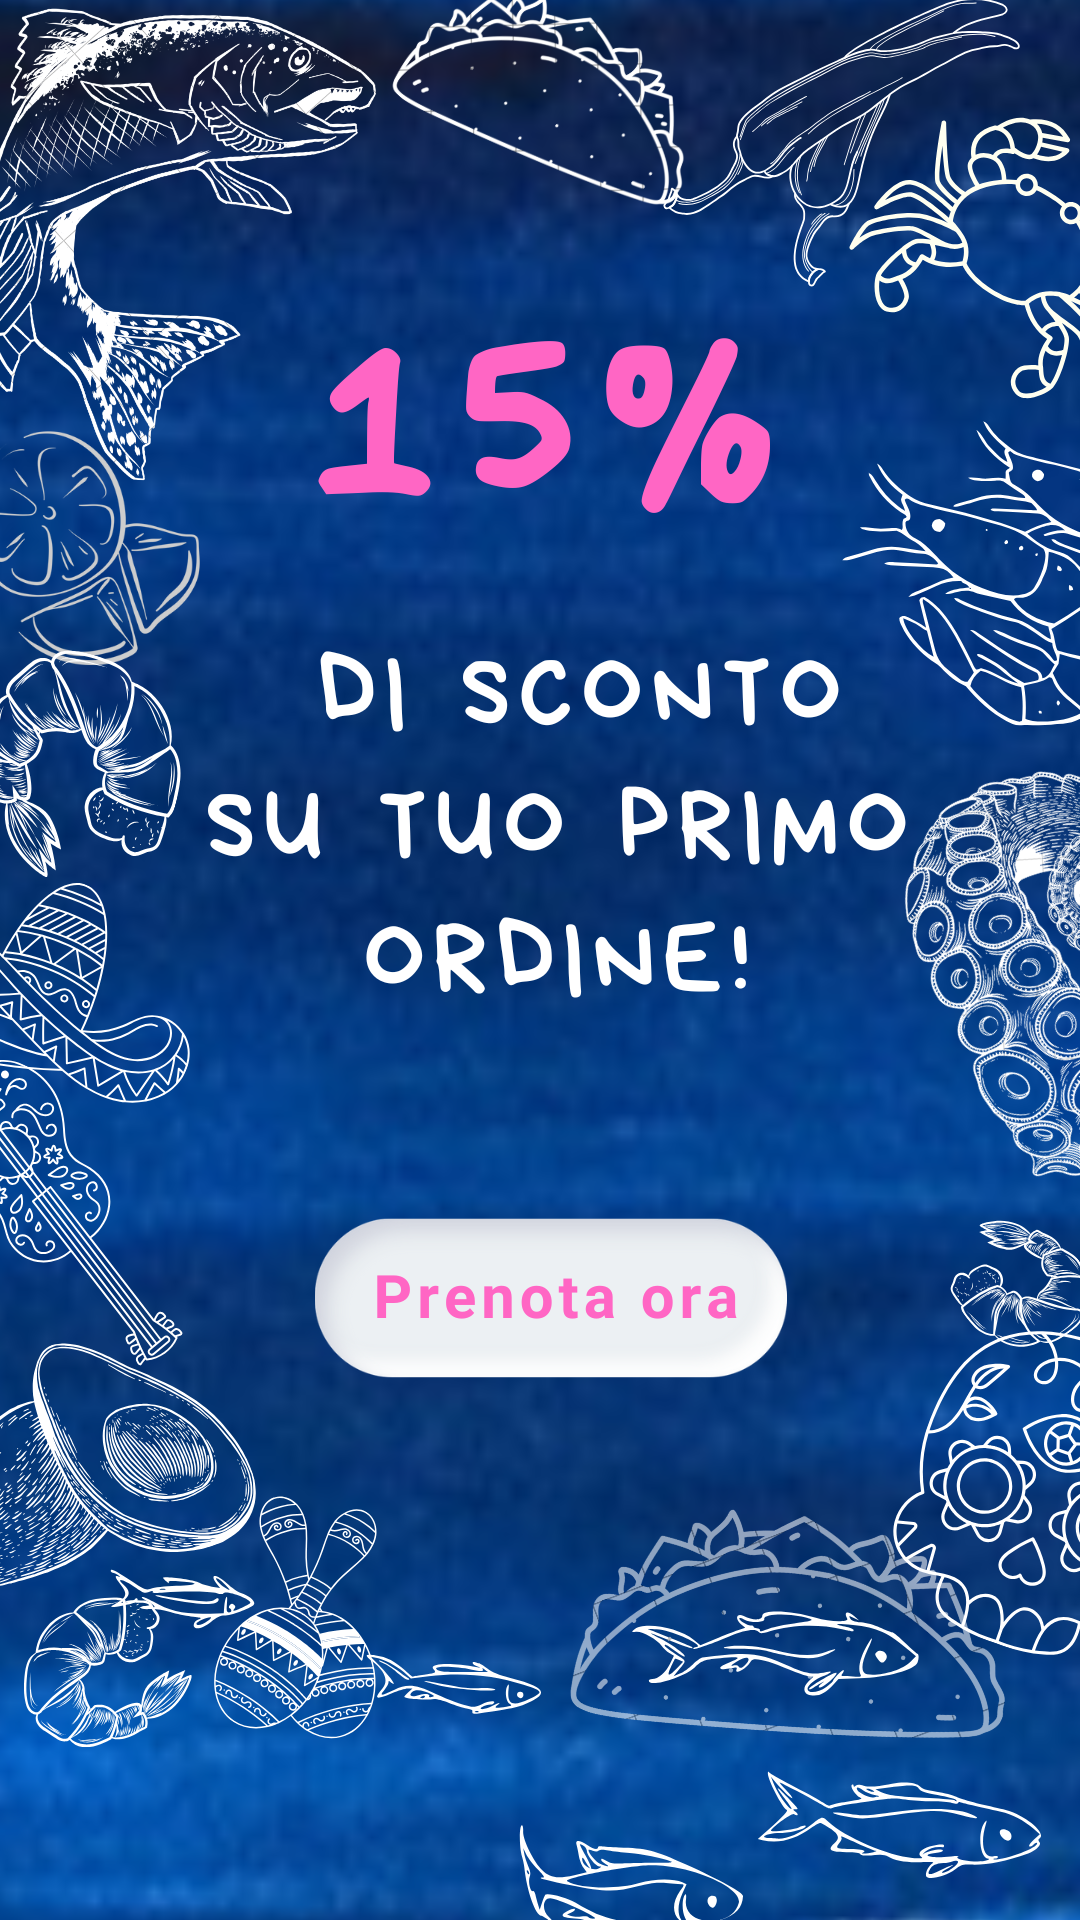 15%
DI SCONTO
SU TUO PRIMO
ORDINE!
Prenota ora